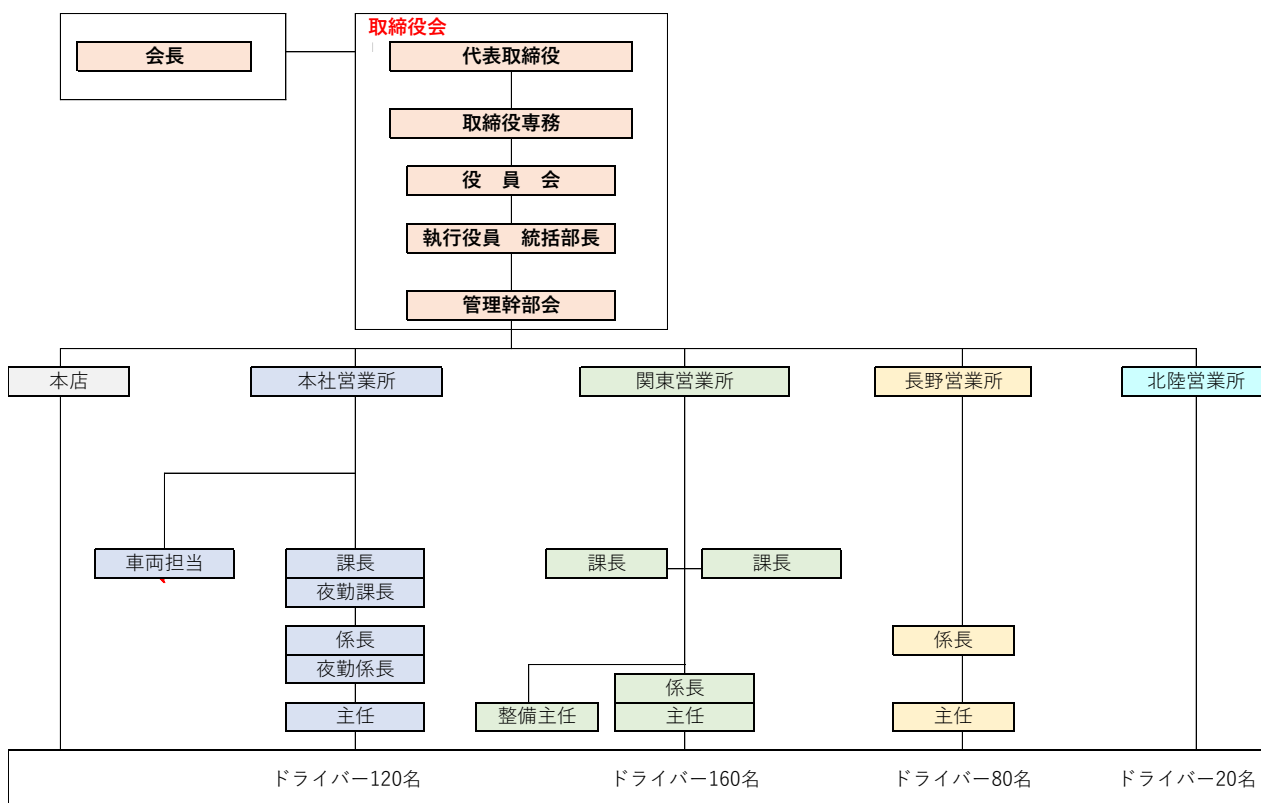 取締役会
会長
代表取締役
取締役専務
役　員　会
執行役員　統括部長
管理幹部会
本店
本社営業所
関東営業所
長野営業所
北陸営業所
車両担当
課長
夜勤課長
課長
課長
係長
夜勤係長
係長
係長
整備主任
主任
主任
主任
ドライバー120名
ドライバー160名
ドライバー80名
ドライバー20名